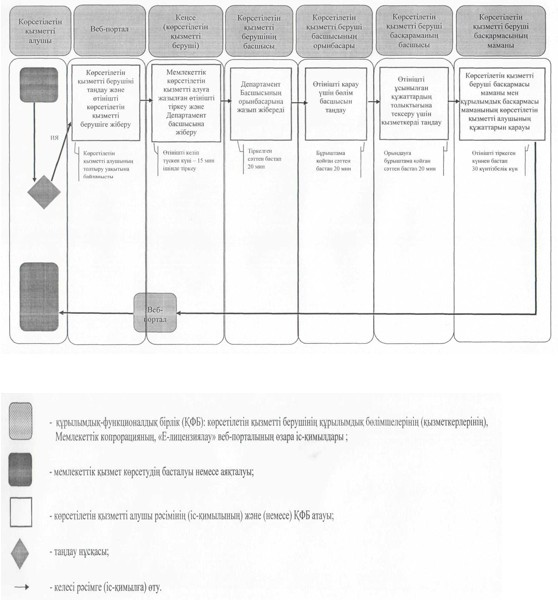 Көрсетілетін
қызметті
алушы
Веб-портал
Кеңсе
(көрсетілетін
қызметті
беруші)
Көрсетілетін
қызметті
берушінің
басшысы
Көрсетілетін
қызметті беруші
басшысының
орынбасары
Көрсетілетін
қызметті беруші
басқармының
басшысы
Көрсетілетін
қызметті беруші
басқармасының
маманы
Көрсетілетін
қызметті берушіні
таңдау және
өтінішті
көрсетілетін
қызметті
берушіге жіберу
Мемлекеттік
көрсетілетін
қызметті алуға
жазылған өтінішті
тіркеу және
Департамент
басшысына
жіберу
Департамент
Басшысының
орынбасарына
жазып жібереді
Өтінішті қарау
үшін бөлім
басшысын
таңдау
Өтінішті
ұсынылған
құжаттардың
толықтығына
тексеру үшін
қызметкерді таңдау
Көрсетілетін қызметті
беруші басқармасы
маманы мен
құрылымдық басқармасы
маманының көрсетілетін
қызметті алушының
құжаттарын қарауы
ия
Көрсетілетін
қызметті алушының
толтыру уақытына
байланысты
Өтініш келіп
түскен күні – 15 мин
ішінде тіркеу
Тіркелген
сәттен бастап
20 мин
Бұрыштама
қойған сәттен
бастап 20 мин
Орындауға
бұрыштама қойған
сәттен бастап 20 мин
Өтінішті тіркеген
күннен бастап
30 күнтізбелік күн
Веб-
портал
- құрылымдық-функционалдық бірлік (ҚФБ): көрсетілетін қызметті берушінің құрылымдық бөлімшелерінің (қызметкерлерінің),
Мемлекеттік копрорацияның, «Е-лицензиялау» веб-порталының өзара іс-қимылдары ;
- мемлекеттік қызмет көрсетудің басталуы немесе аяқталуы;
- көрсетілетін қызметті алушы рәсімінің (іс-қимылының) және (немесе) ҚФБ атауы;
- таңдау нұсқасы;
- келесі рәсімге (іс-қимылға) өту.